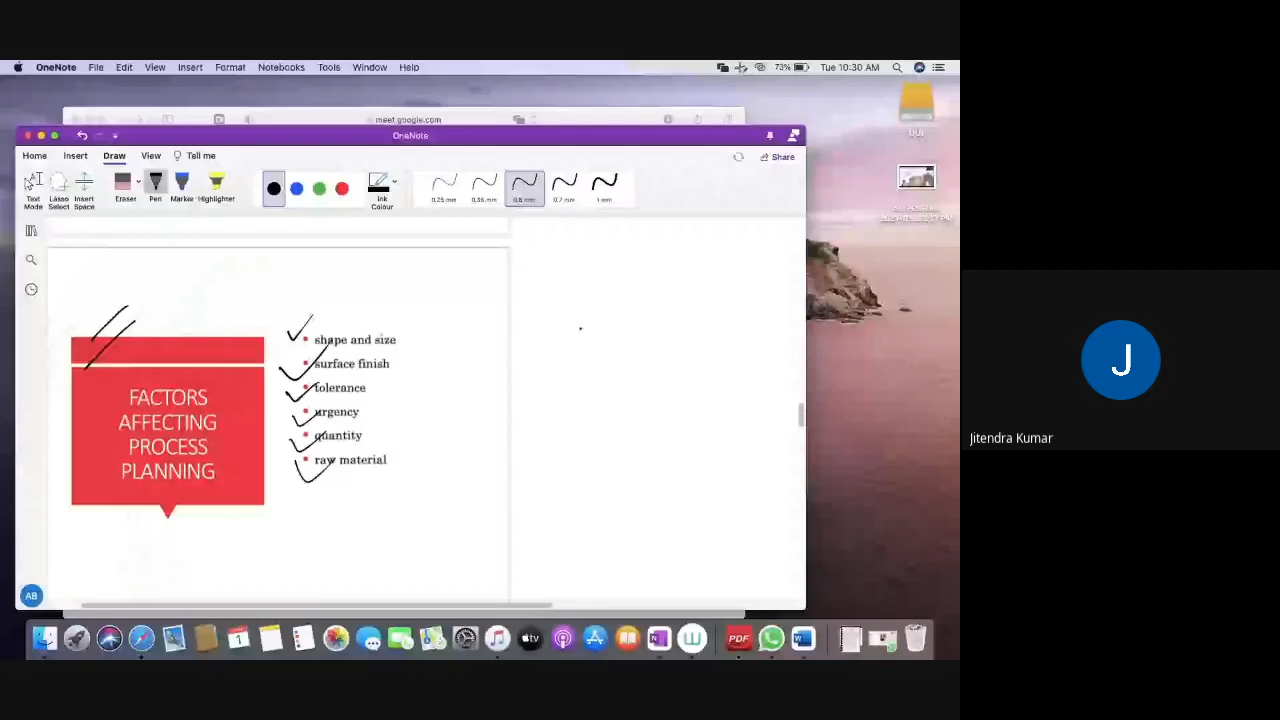 OneNote File Edit View Insert Format Notebooks Tools Window Help 73% Tue 10:30 AM
meet.google.com
OneNote
Home Insert Draw View Tell me Share
Text Mode Lasso Select Insert Space Eraser Pen Marker Highlighter Ink Colour 0.25 mm 0.35 mm 0.5 mm 0.7 mm 1 mm
FACTORS
AFFECTING
PROCESS
PLANNING
shape and size
surface finish
tolerance
urgency
quantity
raw material
AB
1
tv
PDF
W
J
Jitendra Kumar